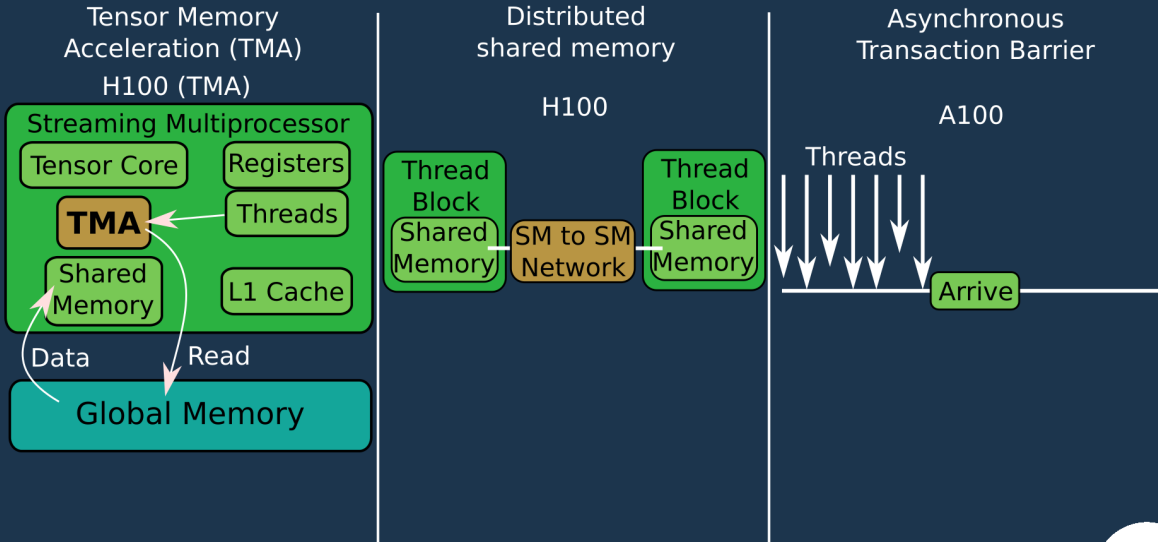 Tensor Memory
Acceleration (TMA)
H100 (TMA)
Streaming Multiprocessor
Tensor Core
Registers
TMA
Threads
Shared
Memory
L1 Cache
Data
Read
Global Memory
Distributed
shared memory
H100
Thread
Block
Shared
Memory
SM to SM
Network
Thread
Block
Shared
Memory
Asynchronous
Transaction Barrier
A100
Threads
Arrive